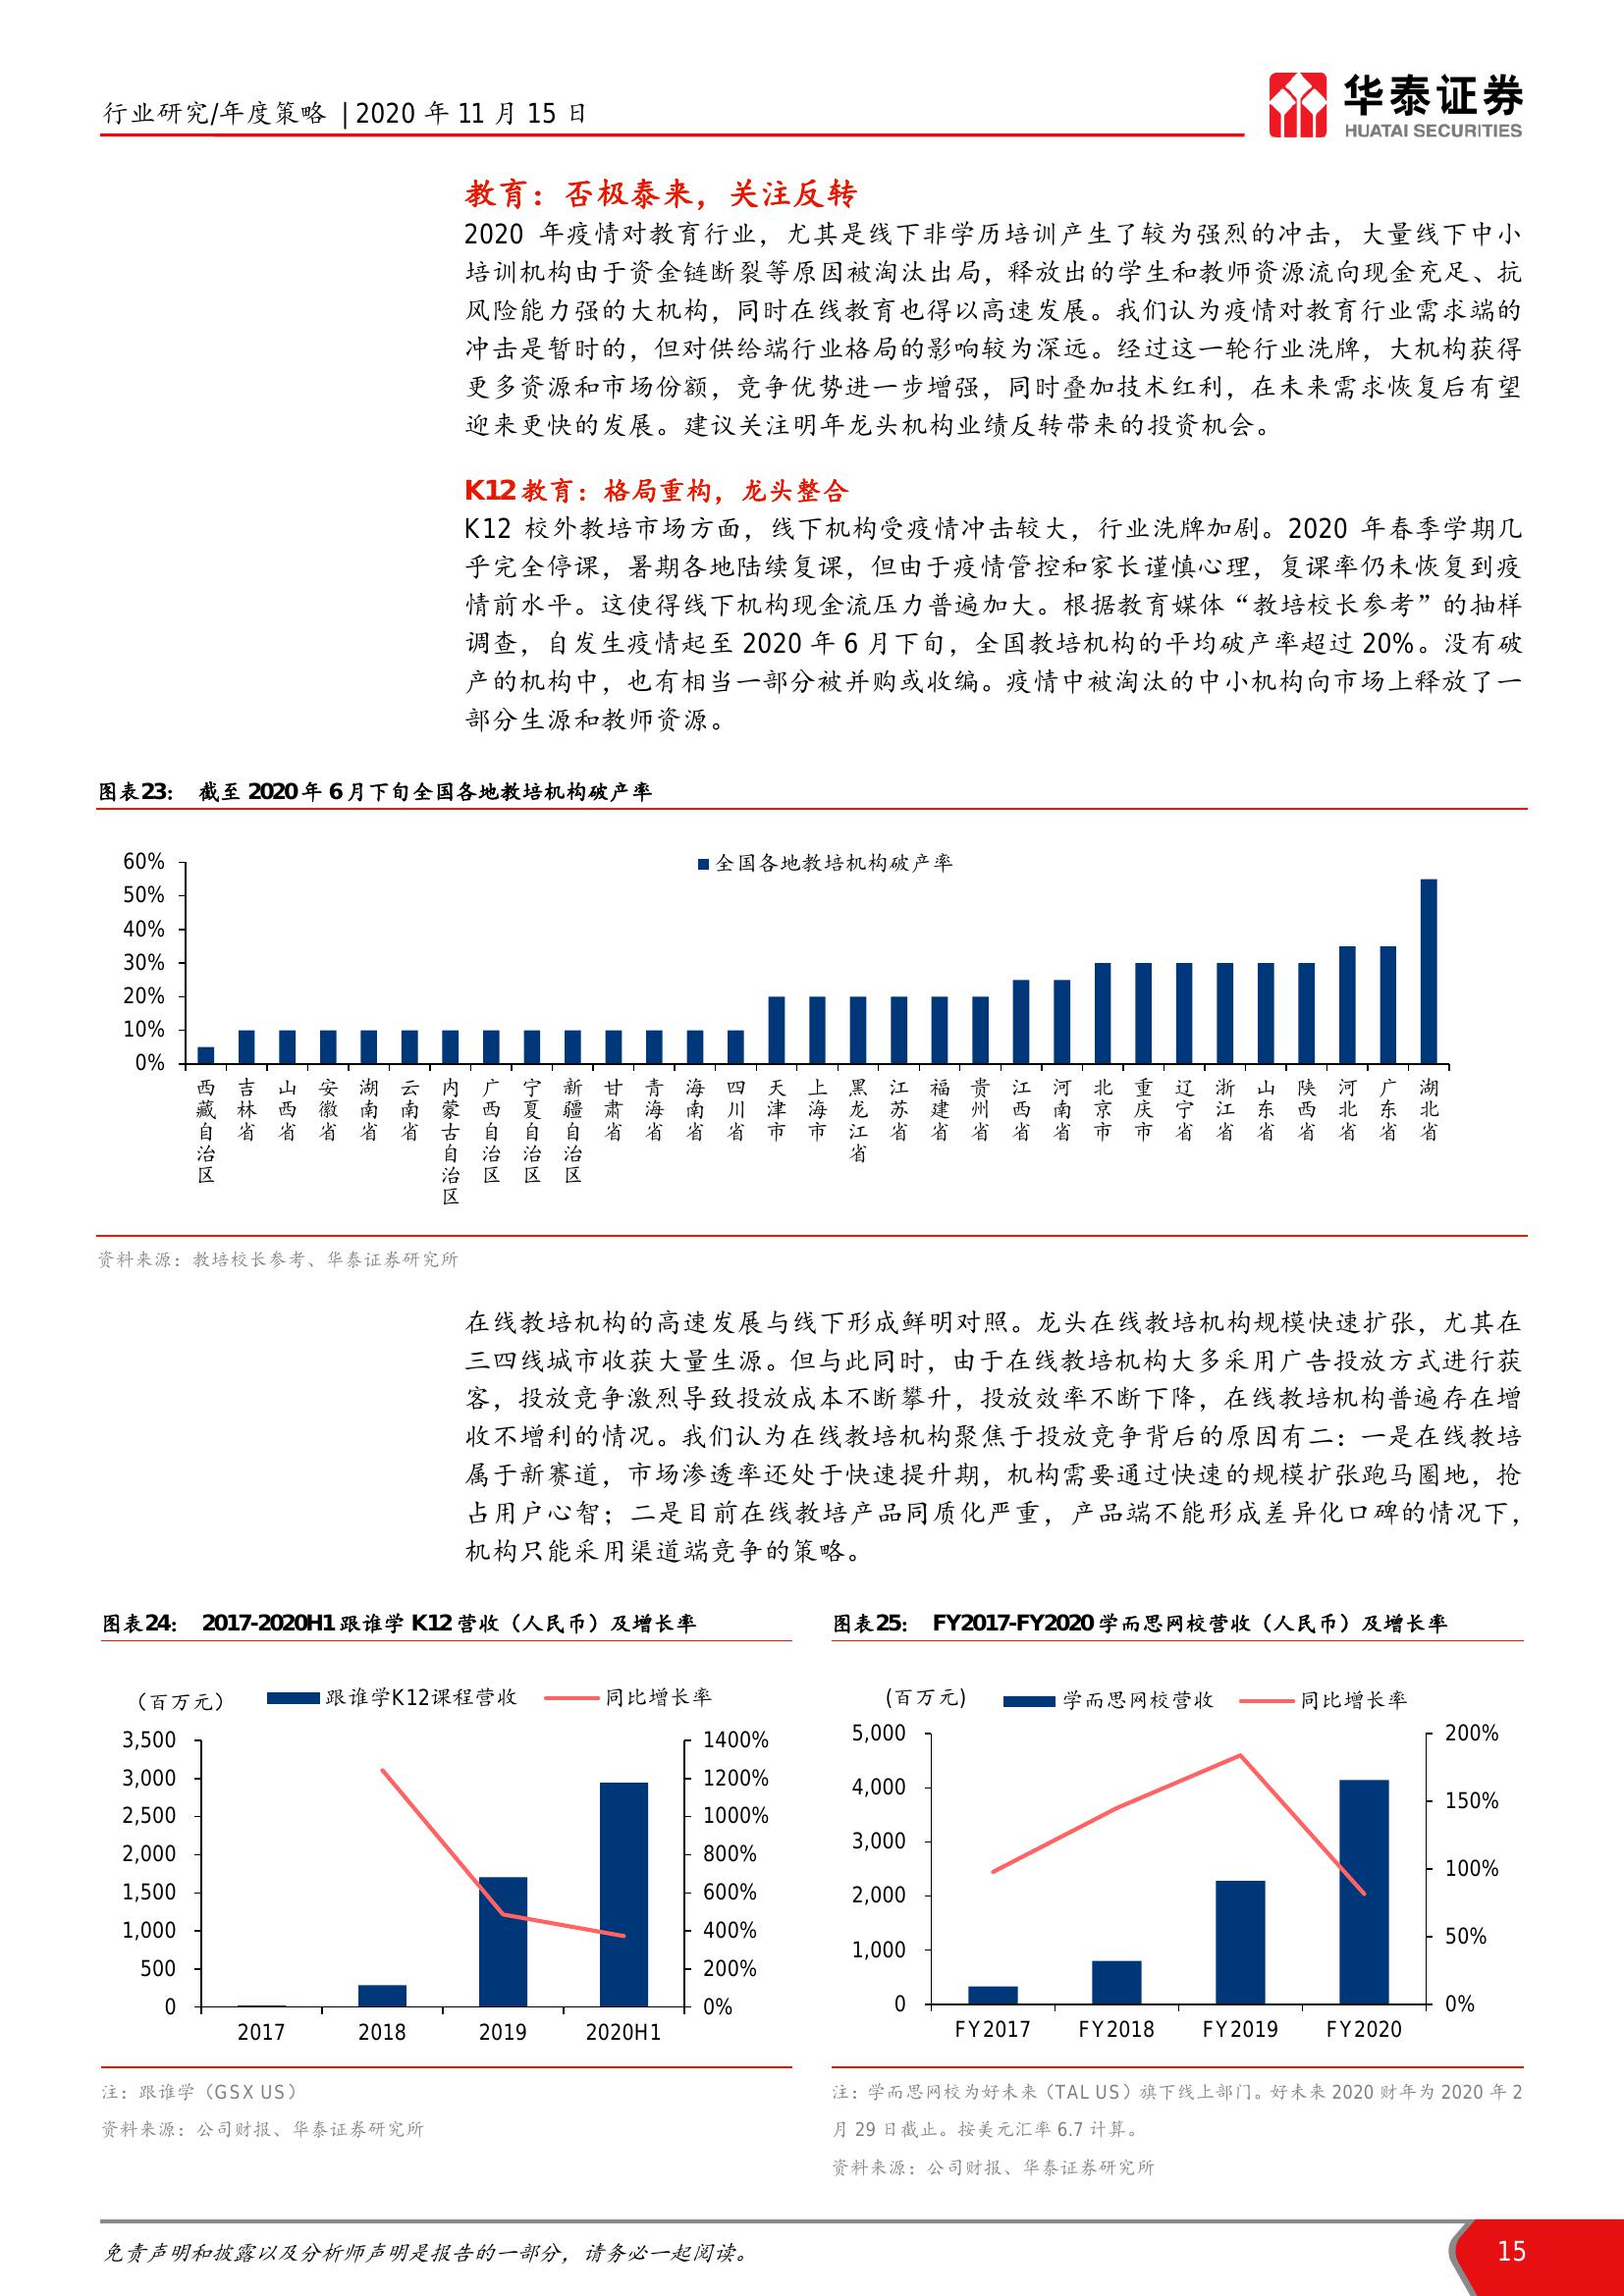 行业研究/年度策略 | 2020 年 11 月 15 日
华泰证券
HUATAI SECURITIES
教育：否极泰来，关注反转
2020 年疫情对教育行业，尤其是线下非学历培训产生了较为强烈的冲击，大量线下中小
培训机构由于资金链断裂等原因被淘汰出局，释放出的学生和教师资源流向现金充足、抗
风险能力强的大机构，同时在线教育也得以高速发展。我们认为疫情对教育行业需求端的
冲击是暂时的，但对供给端行业格局的影响较为深远。经过这一轮行业洗牌，大机构获得
更多资源和市场份额，竞争优势进一步增强，同时叠加技术红利，在未来需求恢复后有望
迎来更快的发展。建议关注明年龙头机构业绩反转带来的投资机会。
K12 教育：格局重构，龙头整合
K12 校外教培市场方面，线下机构受疫情冲击较大，行业洗牌加剧。2020 年春季学期几
乎完全停课，暑期各地陆续复课，但由于疫情管控和家长谨慎心理，复课率仍未恢复到疫
情前水平。这使得线下机构现金流压力普遍加大。根据教育媒体“教培校长参考”的抽样
调查，自发生疫情起至 2020 年 6 月下旬，全国教培机构的平均破产率超过 20%。没有破
产的机构中，也有相当一部分被并购或收编。疫情中被淘汰的中小机构向市场上释放了一
部分生源和教师资源。
图表23： 截至 2020 年 6 月下旬全国各地教培机构破产率
全国各地教培机构破产率
60%
50%
40%
30%
20%
10%
0%
西藏自治区
吉林省
山西省
安徽省
湖南省
云南省
内蒙古自治区
广西自治区
宁夏自治区
新疆自治区
甘肃省
青海省
海南省
四川省
天津市
上海市
黑龙江省
江苏省
福建省
贵州省
江西省
河南省
北京市
重庆市
辽宁省
浙江省
山东省
陕西省
河北省
广东省
湖北省
资料来源：教培校长参考、华泰证券研究所
在线教培机构的高速发展与线下形成鲜明对照。龙头在线教培机构规模快速扩张，尤其在
三四线城市收获大量生源。但与此同时，由于在线教培机构大多采用广告投放方式进行获
客，投放竞争激烈导致投放成本不断攀升，投放效率不断下降，在线教培机构普遍存在增
收不增利的情况。我们认为在线教培机构聚焦于投放竞争背后的原因有二：一是在线教培
属于新赛道，市场渗透率还处于快速提升期，机构需要通过快速的规模扩张跑马圈地，抢
占用户心智；二是目前在线教培产品同质化严重，产品端不能形成差异化口碑的情况下，
机构只能采用渠道端竞争的策略。
图表24： 2017-2020H1 跟谁学 K12 营收（人民币）及增长率
（百万元）
跟谁学K12课程营收
同比增长率
3,500
3,000
2,500
2,000
1,500
1,000
500
0
1400%
1200%
1000%
800%
600%
400%
200%
0%
2017 2018 2019 2020H1
注：跟谁学（GSX US）
资料来源：公司财报、华泰证券研究所
图表25： FY2017-FY2020 学而思网校营收（人民币）及增长率
(百万元)
学而思网校营收
同比增长率
5,000
4,000
3,000
2,000
1,000
0
200%
150%
100%
50%
0%
FY2017 FY2018 FY2019 FY2020
注：学而思网校为好未来（TAL US）旗下线上部门。好未来 2020 财年为 2020 年 2
月 29 日截止。按美元汇率 6.7 计算。
资料来源：公司财报、华泰证券研究所
免责声明和披露以及分析师声明是报告的一部分，请务必一起阅读。
15